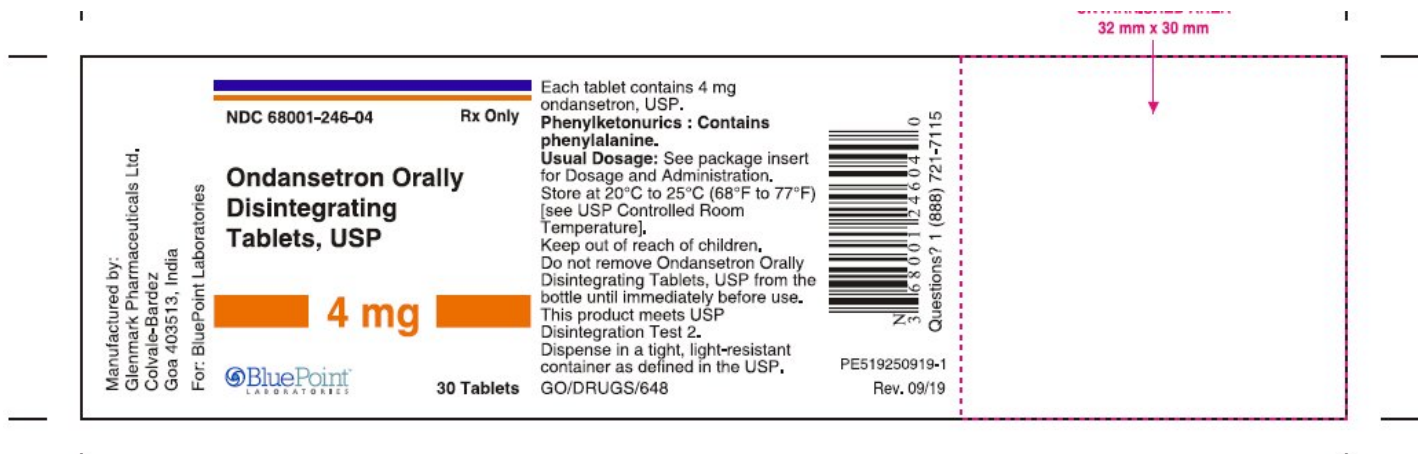 32 mm x 30 mm
Manufactured by:
Glenmark Pharmaceuticals Ltd.
Colvale-Bardez
Goa 403513, India
For: BluePoint Laboratories
NDC 68001-246-04 Rx Only
Ondansetron Orally
Disintegrating
Tablets, USP
4 mg
BluePoint
LABORATORIES
30 Tablets
Each tablet contains 4 mg
ondansetron, USP.
Phenylketonurics : Contains
phenylalanine.
Usual Dosage: See package insert
for Dosage and Administration.
Store at 20°C to 25°C (68°F to 77°F)
[see USP Controlled Room
Temperature].
Keep out of reach of children.
Do not remove Ondansetron Orally
Disintegrating Tablets, USP from the
bottle until immediately before use.
This product meets USP
Disintegration Test 2.
Dispense in a tight, light-resistant
container as defined in the USP.
GO/DRUGS/648
N
3 68001 24604 0
Questions? 1 (888) 721-7115
PE519250919-1
Rev. 09/19